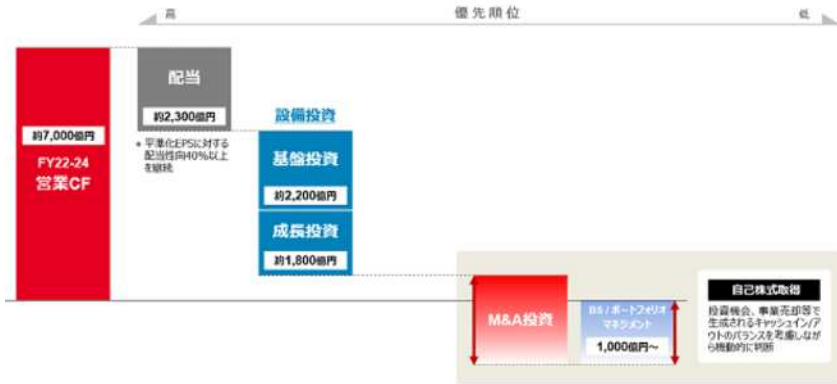 高
優先順位
低
配当
約2,300億円
* 平準化EPSに対する
配当性向40%以上
を継続
約7,000億円
FY22-24
営業CF
設備投資
基盤投資
約2,200億円
成長投資
約1,800億円
M&A投資
BS / ポートフォリオ
マネジメント
1,000億円～
自己株式取得
投資機会、事業売却等で
生成されるキャッシュイン/ア
ウトのバランスを考慮しなが
ら機動的に判断